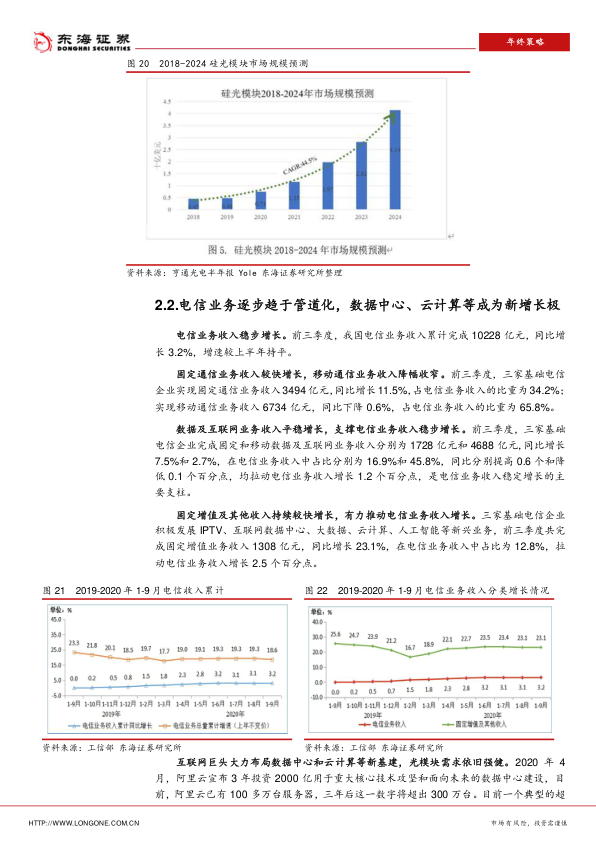 东海证券
DONGHAI SECURITIES
年终策略
图 20 2018-2024 硅光模块市场规模预测
硅光模块2018-2024年市场规模预测
十亿美元
4.5
4
3.5
3
2.5
2
1.5
1
0.5
0
CAGR:44.5%
2018 2019 2020 2021 2022 2023 2024
图 5. 硅光模块 2018-2024 年市场规模预测
资料来源：亨通光电半年报 Yole 东海证券研究所整理
2.2.电信业务逐步趋于管道化，数据中心、云计算等成为新增长极
电信业务收入稳步增长。前三季度，我国电信业务收入累计完成 10228 亿元，同比增
长 3.2%，增速较上半年持平。
固定通信业务收入较快增长，移动通信业务收入降幅收窄。前三季度，三家基础电信
企业实现固定通信业务收入 3494 亿元，同比增长 11.5%，占电信业务收入的比重为 34.2%；
实现移动通信业务收入 6734 亿元，同比下降 0.6%，占电信业务收入的比重为 65.8%。
数据及互联网业务收入平稳增长，支撑电信业务收入稳步增长。前三季度，三家基础
电信企业完成固定和移动数据及互联网业务收入分别为 1728 亿元和 4688 亿元，同比增长
7.5%和 2.7%，在电信业务收入中占比分别为 16.9%和 45.8%，同比分别提高 0.6 个和降
低 0.1 个百分点，均拉动电信业务收入增长 1.2 个百分点，是电信业务收入稳定增长的主
要支柱。
固定增值及其他收入持续较快增长，有力推动电信业务收入增长。三家基础电信企业
积极发展 IPTV、互联网数据中心、大数据、云计算、人工智能等新兴业务，前三季度共完
成固定增值业务收入 1308 亿元，同比增长 23.1%，在电信业务收入中占比为 12.8%，拉
动电信业务收入增长 2.5 个百分点。
图 21 2019-2020 年 1-9 月电信收入累计
单位：%
45.0
35.0
25.0
15.0
5.0
-5.0
23.3 21.8 20.1 18.5 19.7 17.7 19.0 19.1 19.3 19.3 19.3 18.6
0.0 0.2 0.5 0.8 1.5 1.8 2.3 2.8 3.2 3.1 3.1 3.2
1-9月 1-10月 1-11月 1-12月 1-2月 1-3月 1-4月 1-5月 1-6月 1-7月 1-8月 1-9月
2019年 2020年
电信业务收入累计同比增长 电信业务总量累计增速（上年不变价）
资料来源：工信部 东海证券研究所
图 22 2019-2020 年 1-9 月电信业务收入分类增长情况
单位：%
40.0
30.0
20.0
10.0
0.0
-10.0
25.6 24.7 23.9 21.2 16.7 18.9 22.1 22.7 23.5 23.4 23.1 23.1
0.0 0.2 0.5 0.7 1.5 1.8 2.3 2.8 3.2 3.1 3.1 3.2
1-9月 1-10月 1-11月 1-12月 1-2月 1-3月 1-4月 1-5月 1-6月 1-7月 1-8月 1-9月
2019年 2020年
电信业务收入 固定增值及其他收入
资料来源：工信部 东海证券研究所
互联网巨头大力布局数据中心和云计算等新基建，光模块需求依旧强健。2020 年 4
月，阿里云宣布 3 年投资 2000 亿用于重大核心技术攻坚和面向未来的数据中心建设，目
前，阿里云已有 100 多万台服务器，三年后这一数字将超出 300 万台。目前一个典型的超
HTTP://WWW.LONGONE.COM.CN
市场有风险，投资需谨慎